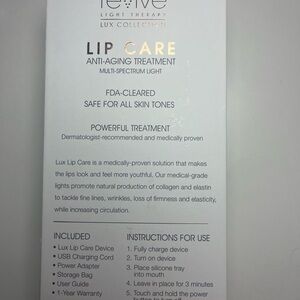 revive
LIGHT THERAPY
LUX COLLECTION
LIP CARE
ANTI-AGING TREATMENT
MULTI-SPECTRUM LIGHT
FDA-CLEARED
SAFE FOR ALL SKIN TONES
POWERFUL TREATMENT
Dermatologist-recommended and medically proven
Lux Lip Care is a medically-proven solution that makes
the lips look and feel more youthful. Our medical-grade
lights promote natural production of collagen and elastin
to tackle fine lines, wrinkles, loss of firmness and elasticity,
while increasing circulation.
INCLUDED
• Lux Lip Care Device
• USB Charging Cord
• Power Adapter
• Storage Bag
• User Guide
• 1-Year Warranty
INSTRUCTIONS FOR USE
1. Fully charge device
2. Turn on device
3. Place silicone tray
into mouth
4. Leave in place for 3 minutes
5. Touch and hold the power